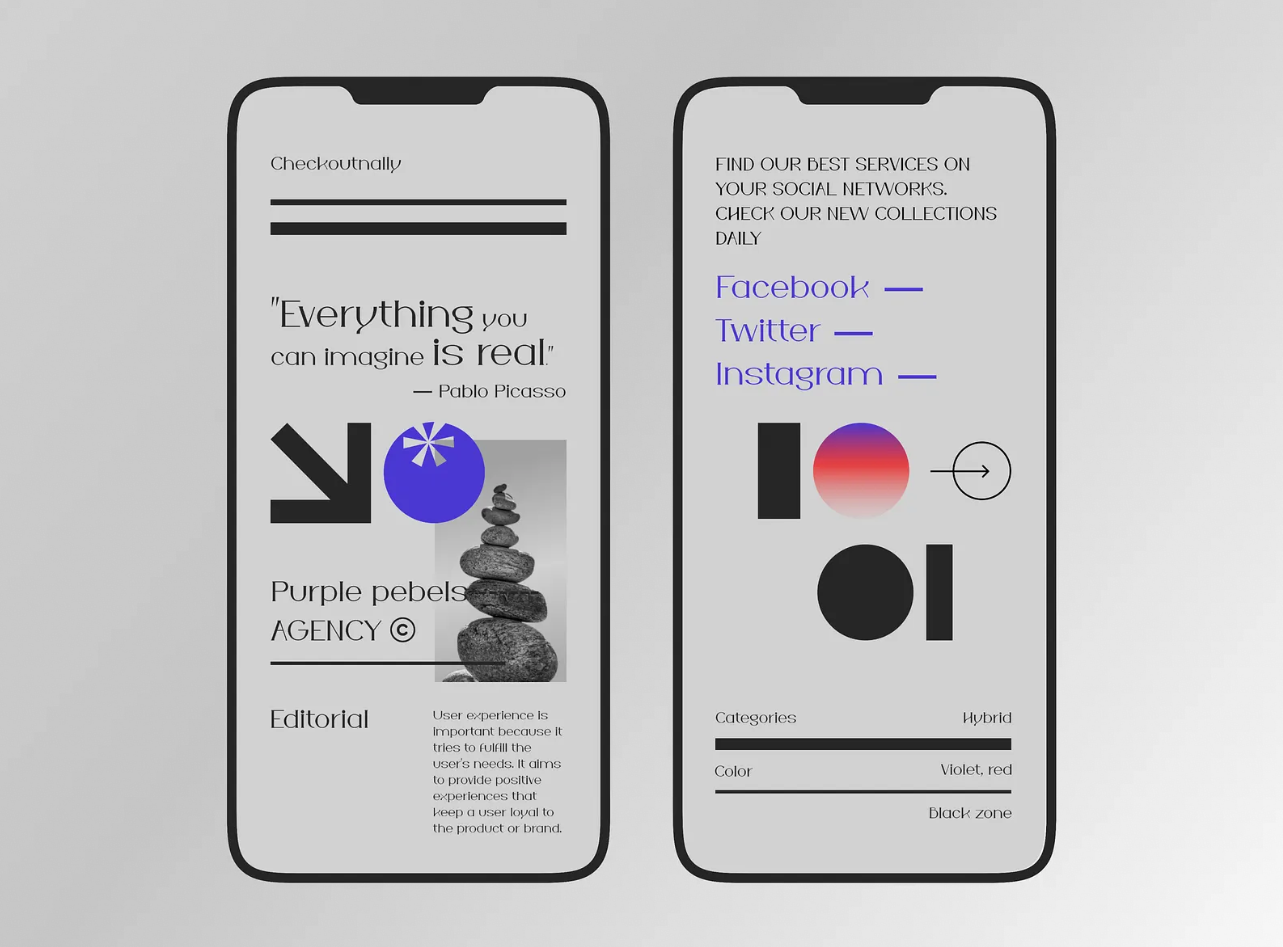 Checkoutnally
"Everything you
can imagine is real."
— Pablo Picasso
Purple pebels
AGENCY ©
Editorial
User experience is
important because it
tries to fulfill the
user's needs. It aims
to provide positive
experiences that
keep a user loyal to
the product or brand.
FIND OUR BEST SERVICES ON
YOUR SOCIAL NETWORKS.
CHECK OUR NEW COLLECTIONS
DAILY
Facebook —
Twitter —
Instagram —
Categories Hybrid
Color Violet, red
Black zone